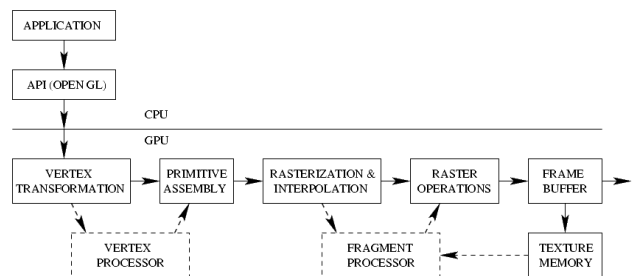 APPLICATION
API (OPEN GL)
CPU
GPU
VERTEX
TRANSFORMATION
PRIMITIVE
ASSEMBLY
RASTERIZATION &
INTERPOLATION
RASTER
OPERATIONS
FRAME
BUFFER
VERTEX
PROCESSOR
FRAGMENT
PROCESSOR
TEXTURE
MEMORY